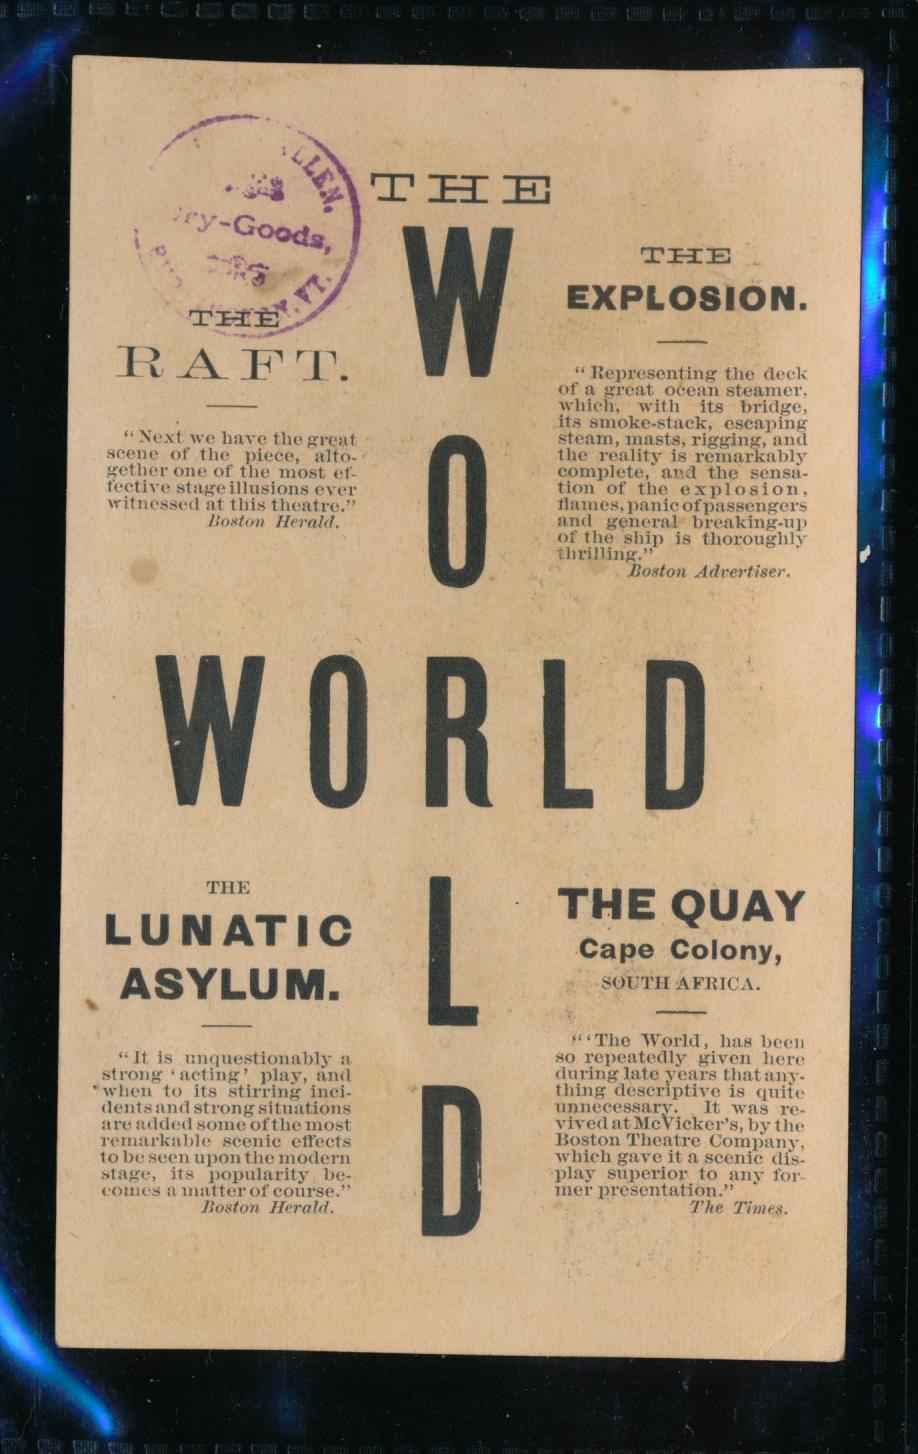 LLEN.
ry-Goods,
VT.
THE
WORLD
WORLD
THE
RAFT.
"Next we have the great
scene of the piece, alto-
gether one of the most ef-
fective stage illusions ever
witnessed at this theatre."
Boston Herald.
THE
EXPLOSION.
"Representing the deck
of a great ocean steamer,
which, with its bridge,
its smoke-stack, escaping
steam, masts, rigging, and
the reality is remarkably
complete, and the sensa-
tion of the explosion,
flames, panic of passengers
and general breaking-up
of the ship is thoroughly
thrilling."
Boston Advertiser.
THE
LUNATIC
ASYLUM.
"It is unquestionably a
strong 'acting' play, and
when to its stirring inci-
dents and strong situations
are added some of the most
remarkable scenic effects
to be seen upon the modern
stage, its popularity be-
comes a matter of course."
Boston Herald.
THE QUAY
Cape Colony,
SOUTH AFRICA.
"'The World, has been
so repeatedly given here
during late years that any-
thing descriptive is quite
unnecessary. It was re-
vived at McVicker's, by the
Boston Theatre Company,
which gave it a scenic dis-
play superior to any for-
mer presentation."
The Times.